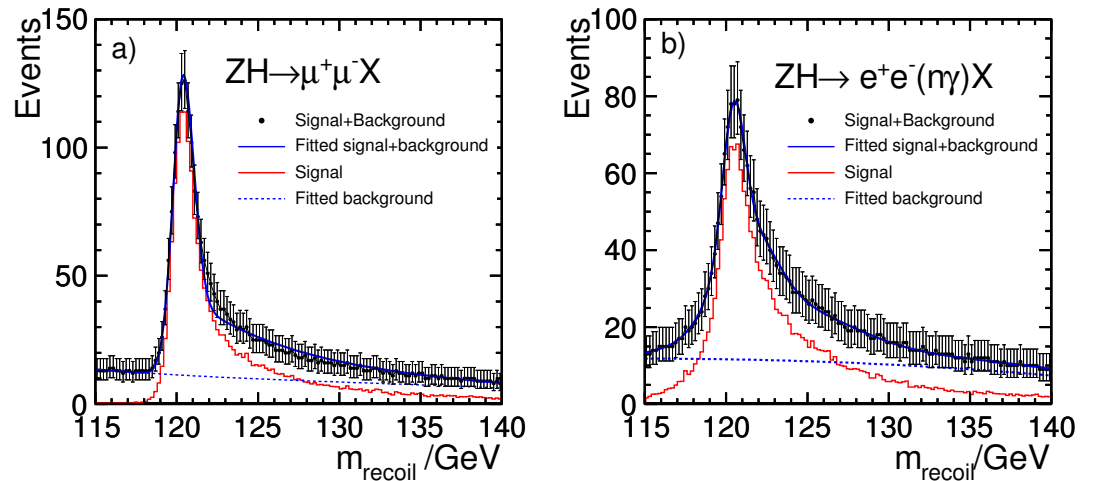 a)
ZH→μ⁺μ⁻X
Signal+Background
Fitted signal+background
Signal
Fitted background
Events
150
100
50
0
115 120 125 130 135 140
m_recoil /GeV
b)
ZH→ e⁺e⁻(nγ)X
Signal+Background
Fitted signal+background
Signal
Fitted background
Events
100
80
60
40
20
0
115 120 125 130 135 140
m_recoil /GeV